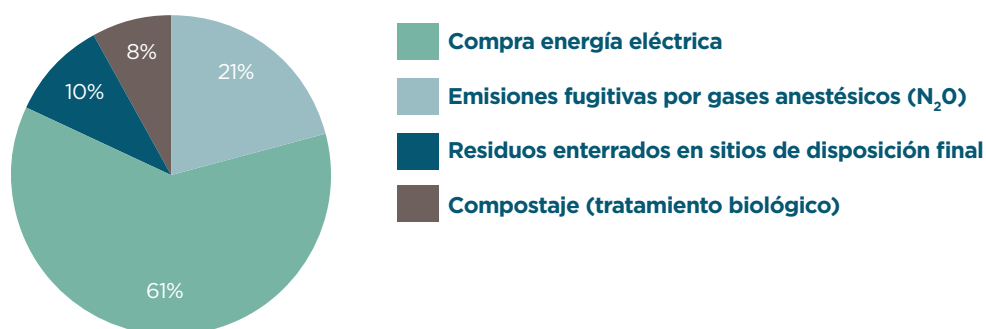 8%
21%
10%
61%
Compra energía eléctrica
Emisiones fugitivas por gases anestésicos (N₂0)
Residuos enterrados en sitios de disposición final
Compostaje (tratamiento biológico)